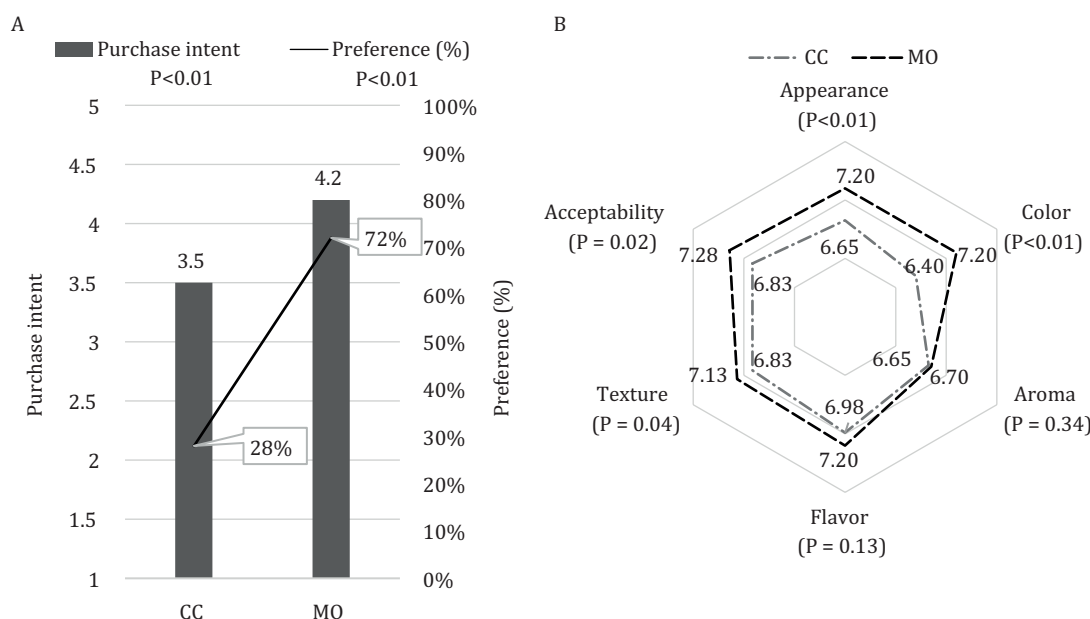 A
Purchase intent
P<0.01
Preference (%)
P<0.01
5
4.5
4
3.5
3
2.5
2
1.5
1
Purchase intent
3.5
4.2
28%
72%
100%
90%
80%
70%
60%
50%
40%
30%
20%
10%
0%
Preference (%)
CC
MO
B
CC
MO
Appearance
(P<0.01)
7.20
6.65
Color
(P<0.01)
7.20
6.40
Aroma
(P = 0.34)
6.65
6.70
Flavor
(P = 0.13)
6.98
7.20
Texture
(P = 0.04)
7.13
6.83
Acceptability
(P = 0.02)
7.28
6.83